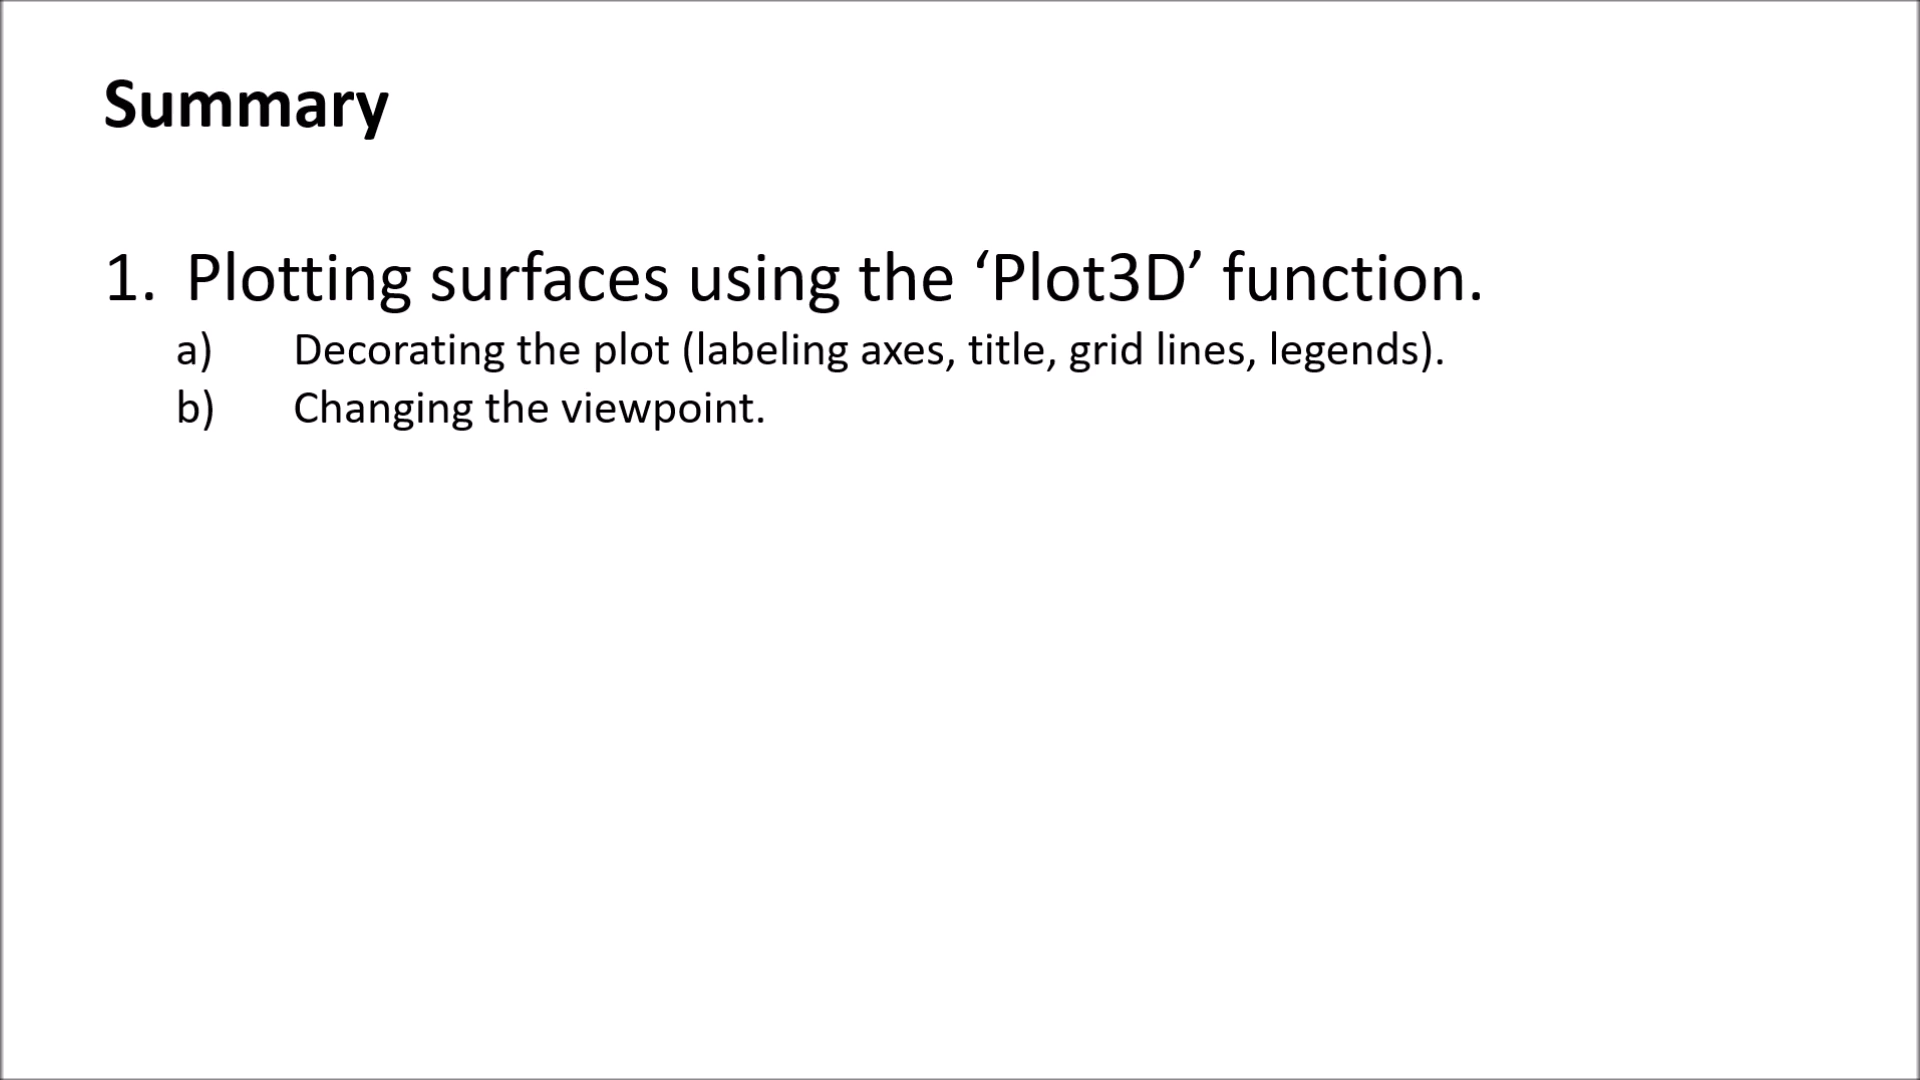 Summary
1. Plotting surfaces using the ‘Plot3D’ function.
a) Decorating the plot (labeling axes, title, grid lines, legends).
b) Changing the viewpoint.